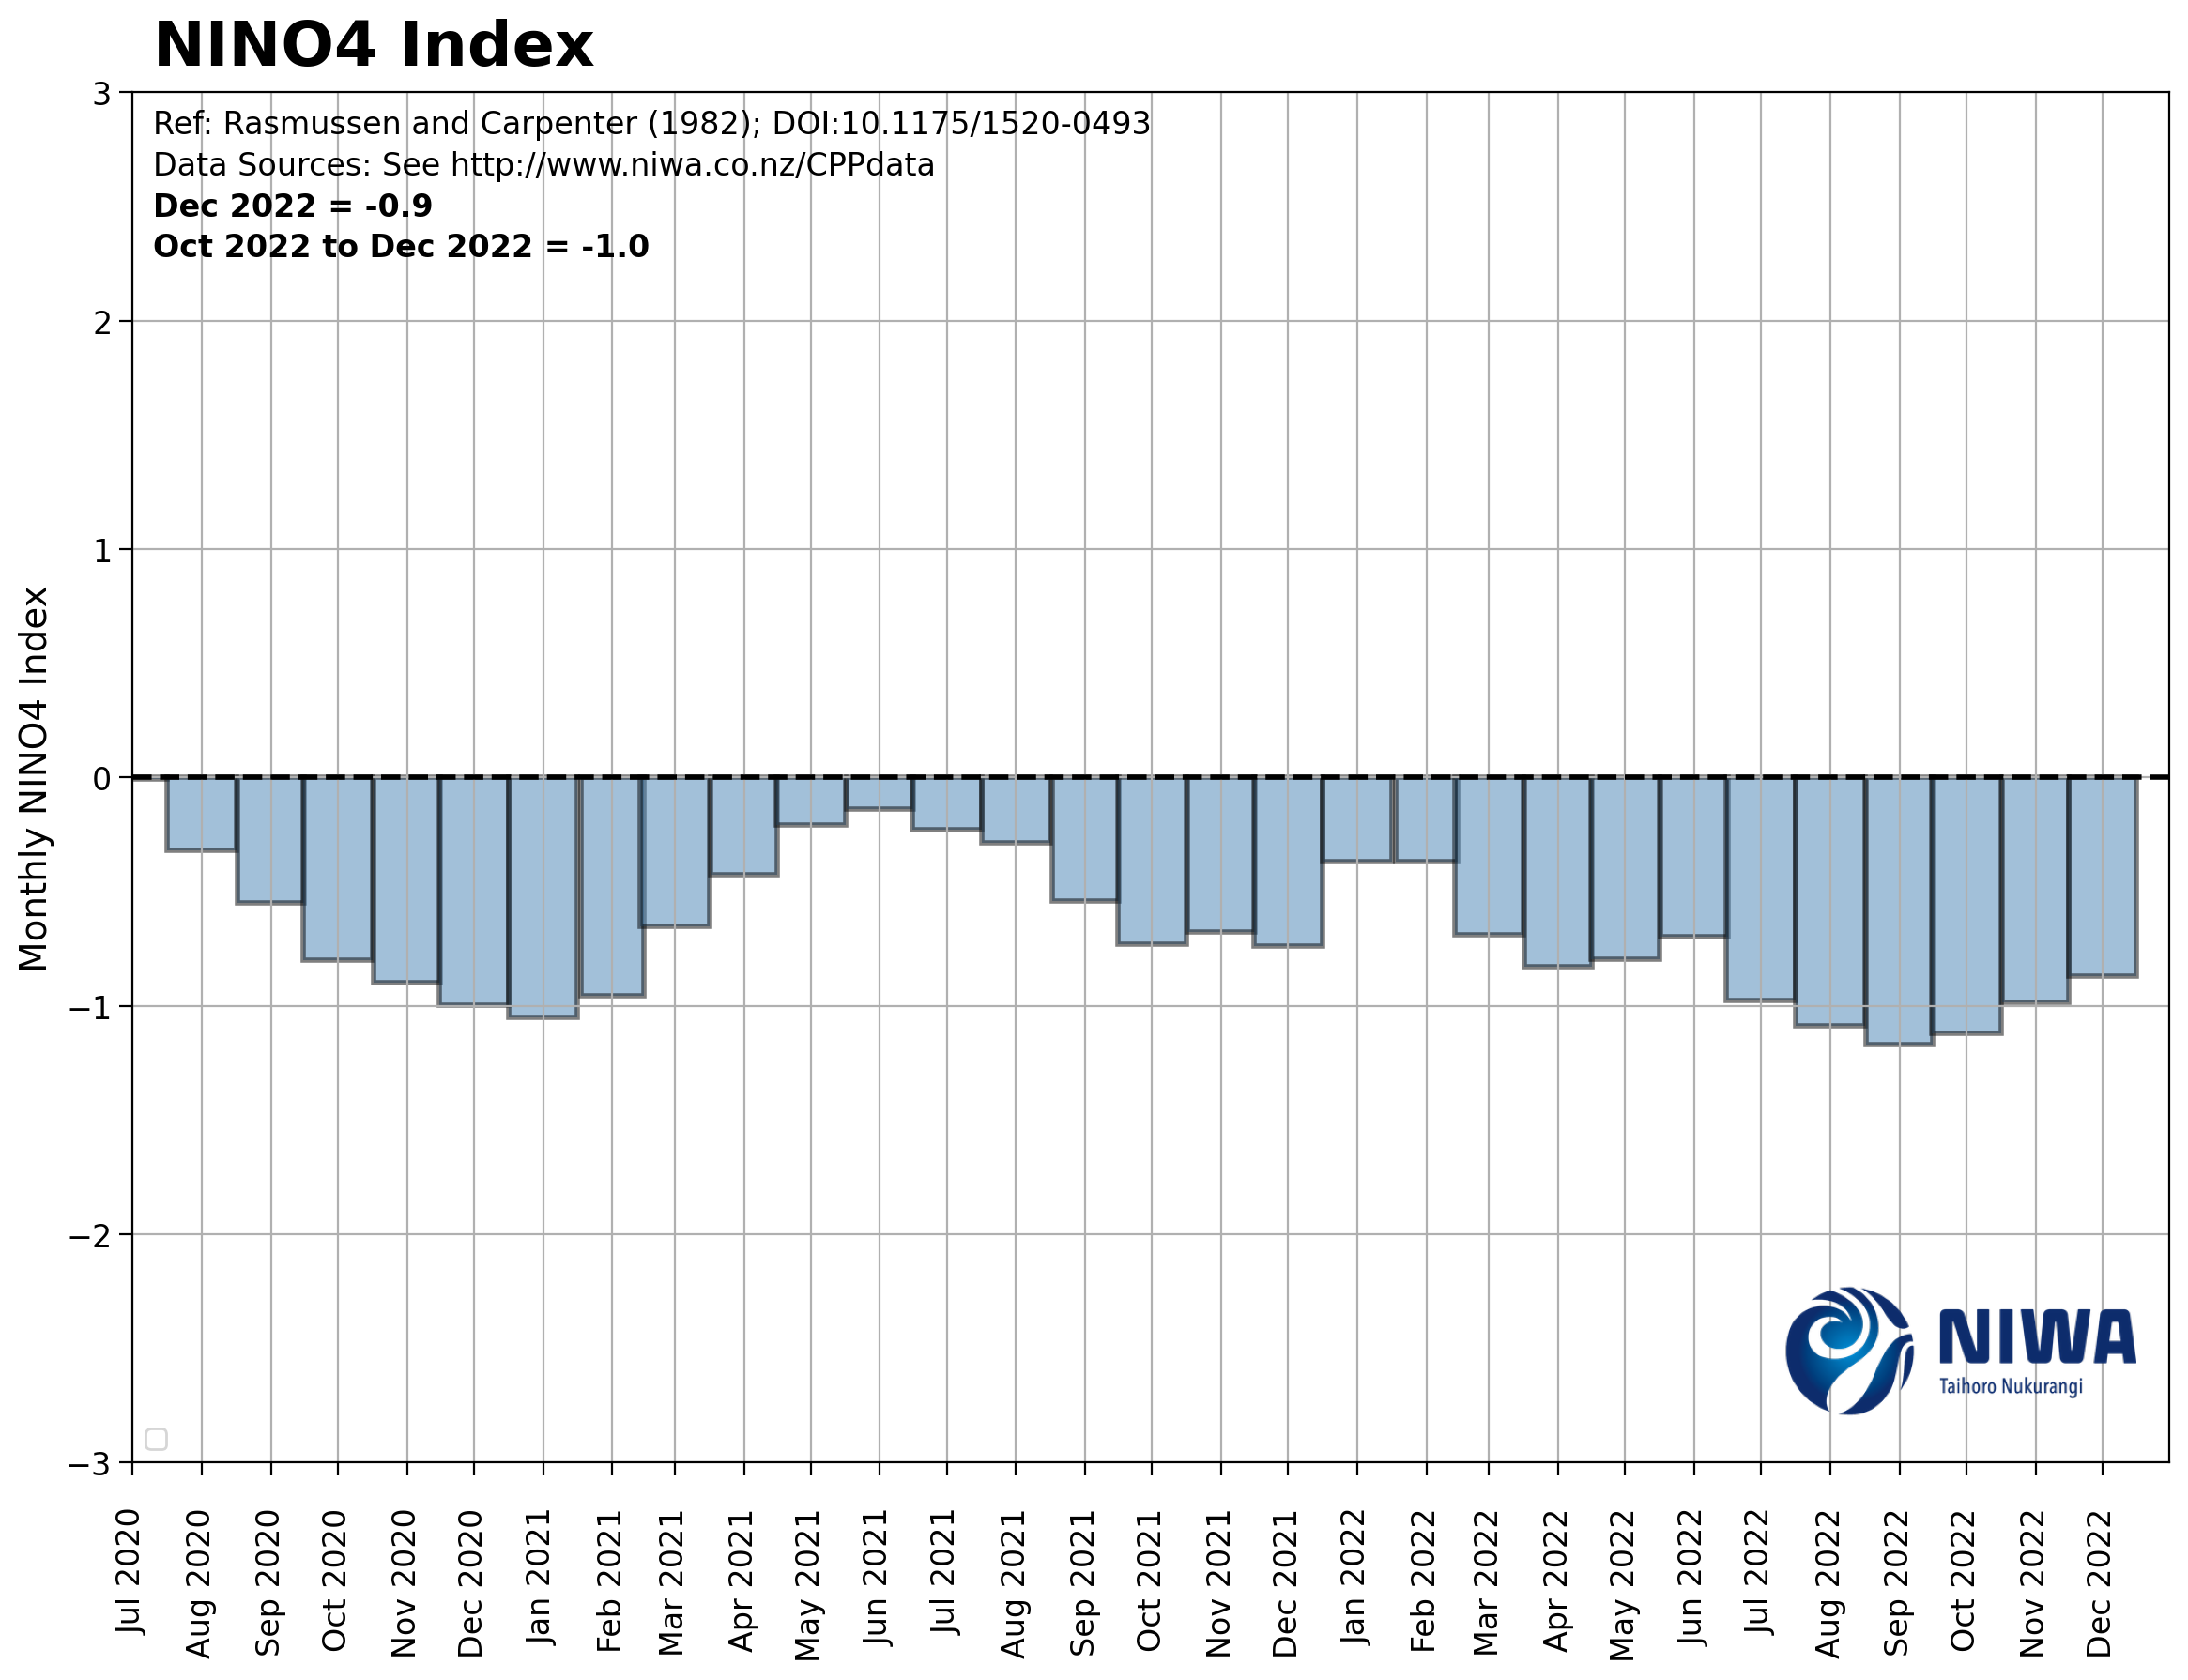 NINO4 Index
Ref: Rasmussen and Carpenter (1982); DOI:10.1175/1520-0493
Data Sources: See http://www.niwa.co.nz/CPPdata
Dec 2022 = -0.9
Oct 2022 to Dec 2022 = -1.0
Monthly NINO4 Index
3
2
1
0
−1
−2
−3
NIWA
Taihoro Nukurangi
Jul 2020
Aug 2020
Sep 2020
Oct 2020
Nov 2020
Dec 2020
Jan 2021
Feb 2021
Mar 2021
Apr 2021
May 2021
Jun 2021
Jul 2021
Aug 2021
Sep 2021
Oct 2021
Nov 2021
Dec 2021
Jan 2022
Feb 2022
Mar 2022
Apr 2022
May 2022
Jun 2022
Jul 2022
Aug 2022
Sep 2022
Oct 2022
Nov 2022
Dec 2022